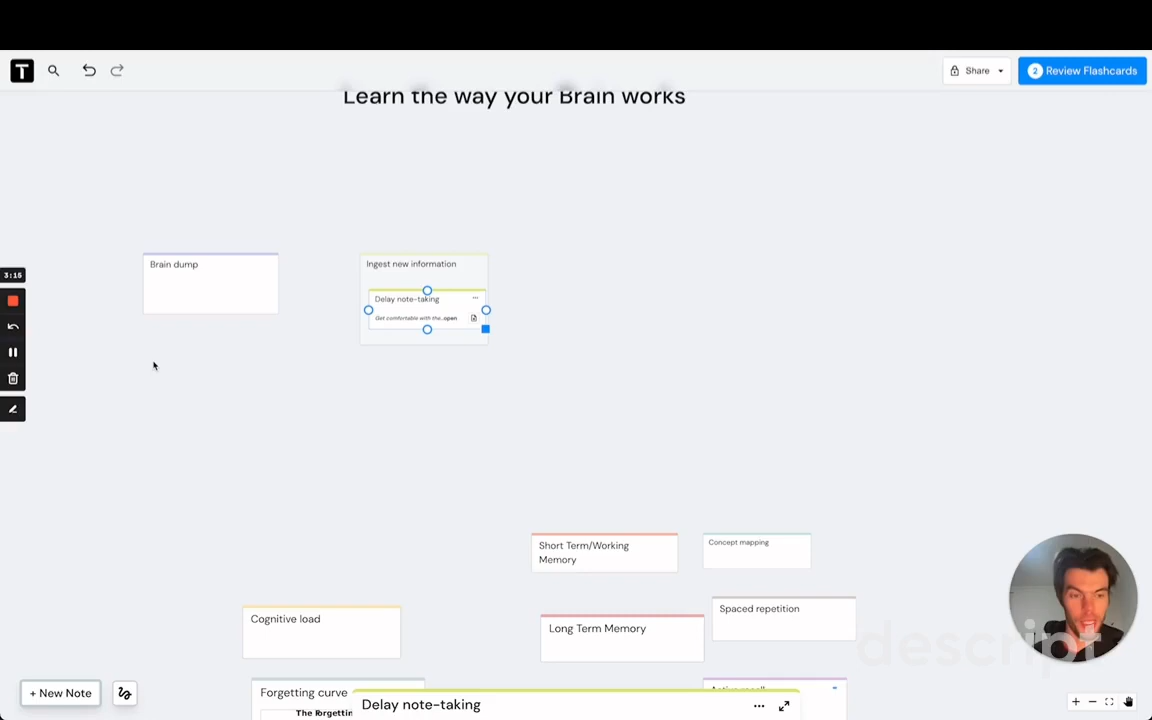 T
Share
2 Review Flashcards
Learn the way your Brain works
Brain dump
Ingest new information
Delay note-taking
Get comfortable with the..open
3:15
Short Term/Working
Memory
Concept mapping
Spaced repetition
Cognitive load
Long Term Memory
descript
+ New Note
Forgetting curve
The Forgettin
Delay note-taking